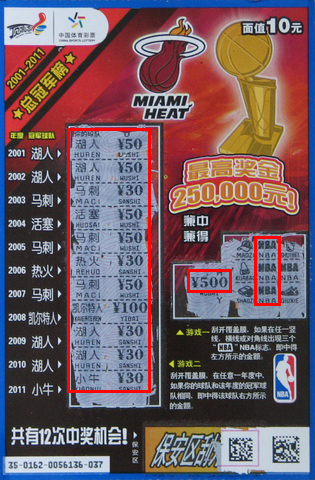 中国体育彩票
CHINA SPORTS LOTTERY
面值10元
2001-2011
总冠军榜
MIAMI HEAT
年度 冠军球队
湖人 ¥50
HUREN WUSHI
2001 湖人 湖人 ¥50
HUREN WUSHI
2002 湖人 马刺 ¥30
MACI SANSHI
2003 马刺 活塞 ¥50
HUOSAI WUSHI
2004 活塞 马刺 ¥50
MACI WUSHI
2005 马刺 热火 ¥30
REHUO SANSHI
2006 热火 马刺 ¥50
MACI WUSHI
2007 马刺 凯尔特人 ¥100
2008 凯尔特人 湖人 ¥30
HUREN SANSHI
2009 湖人 湖人 ¥30
HUREN SANSHI
2010 湖人 小牛 ¥30
SANSHI
2011 小牛
最高奖金
250,000元!
兼中
兼得
NBA
NBA NBA NBA
NBA
¥500
游戏一 刮开覆盖膜,如果在任一竖
线、横线或对角线出现三个
“NBA”NBA标志,即中得
左方所示的金额。
游戏二
刮开覆盖膜,在任意一年度中,
如果你的球队和该年度的冠军球
队相同,即中得该球队右方所示
的金额。
NBA
共有12次中奖机会!
保安区
保安区刮
35-0162-0056136-037